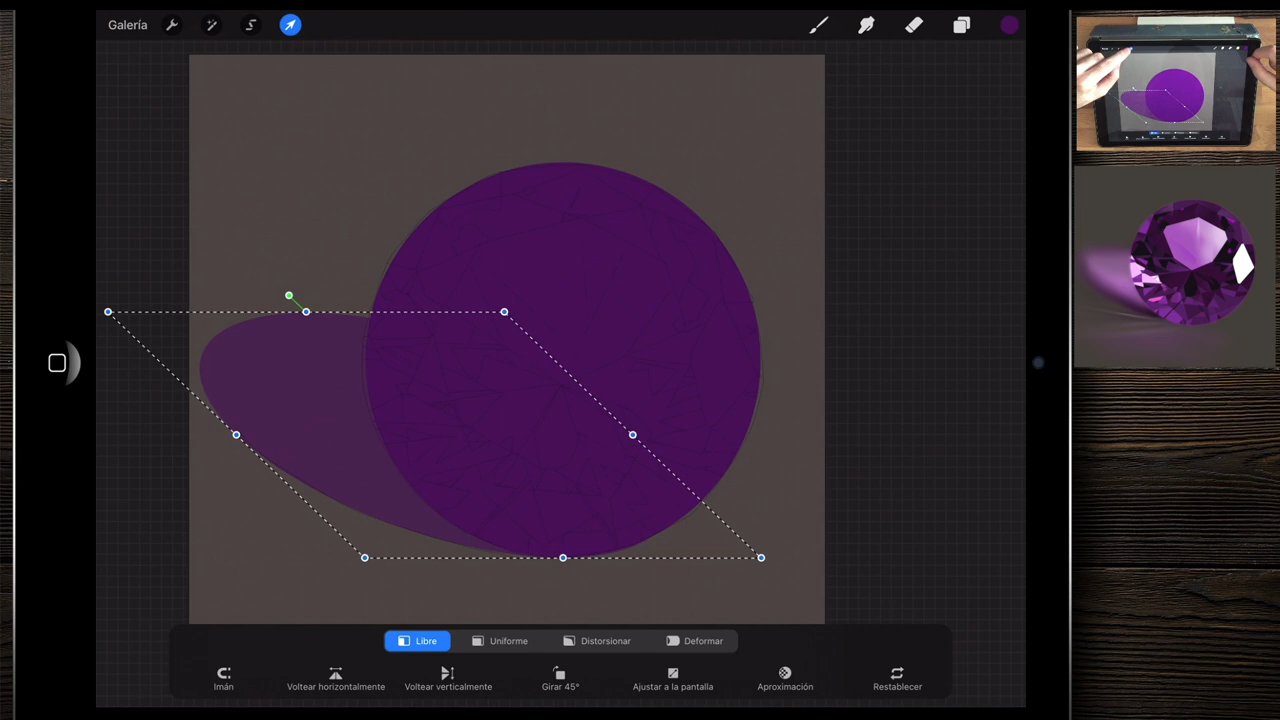 Galería
Libre
Uniforme
Distorsionar
Deformar
Imán
Voltear horizontalmente
Voltear verticalmente
Girar 45°
Ajustar a la pantalla
Aproximación
Restablecer